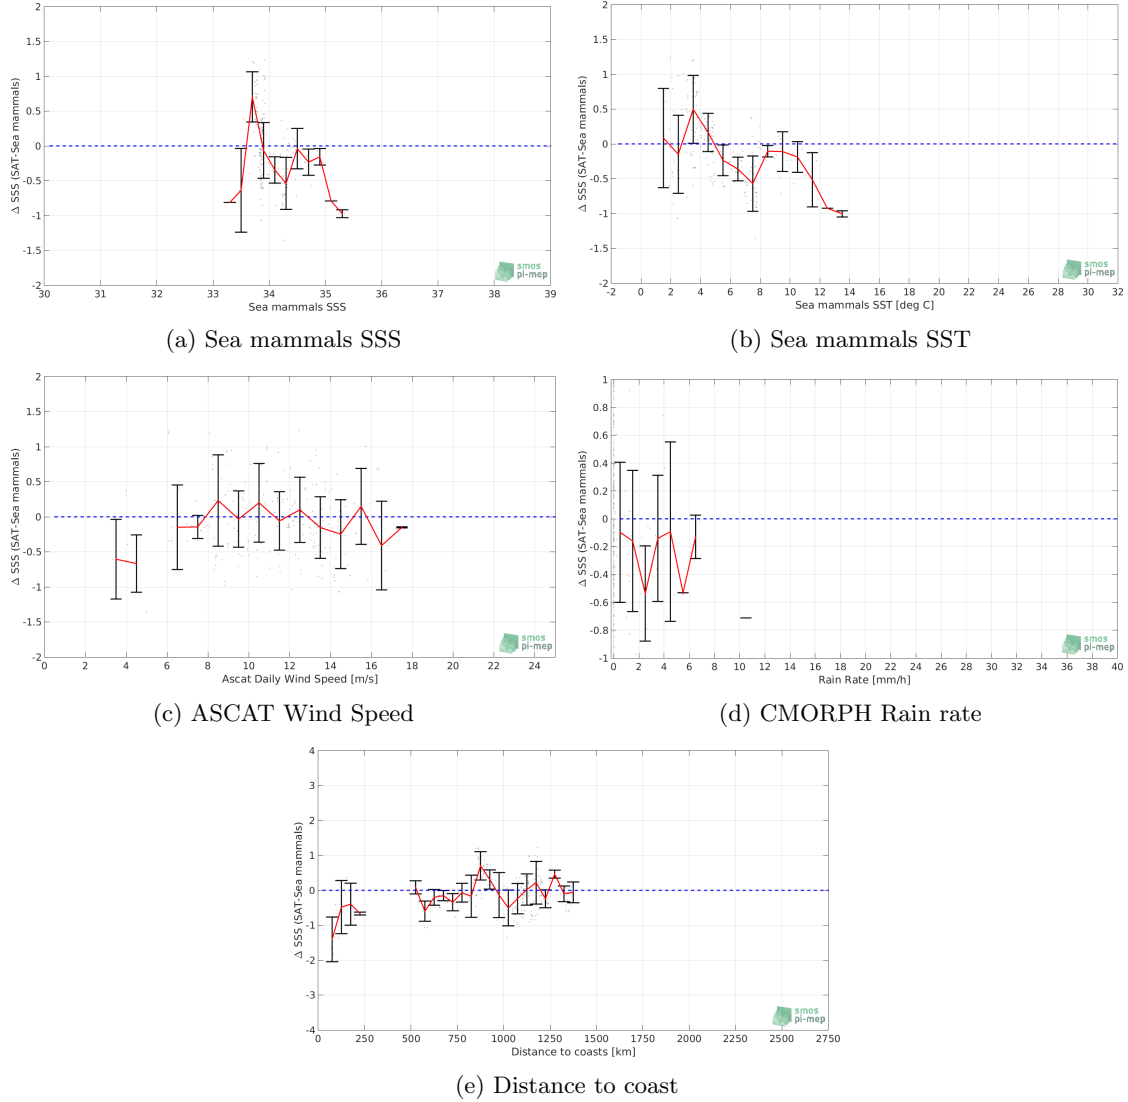 2
1.5
1
0.5
0
-0.5
-1
-1.5
-2
Δ SSS (SAT-Sea mammals)
30 31 32 33 34 35 36 37 38 39
Sea mammals SSS
smos
pi-mep
(a) Sea mammals SSS
2
1.5
1
0.5
0
-0.5
-1
-1.5
-2
Δ SSS (SAT-Sea mammals)
-2 0 2 4 6 8 10 12 14 16 18 20 22 24 26 28 30 32
Sea mammals SST [deg C]
smos
pi-mep
(b) Sea mammals SST
2
1.5
1
0.5
0
-0.5
-1
-1.5
-2
Δ SSS (SAT-Sea mammals)
0 2 4 6 8 10 12 14 16 18 20 22 24
Ascat Daily Wind Speed [m/s]
smos
pi-mep
(c) ASCAT Wind Speed
1
0.8
0.6
0.4
0.2
0
-0.2
-0.4
-0.6
-0.8
-1
Δ SSS (SAT-Sea mammals)
0 2 4 6 8 10 12 14 16 18 20 22 24 26 28 30 32 34 36 38 40
Rain Rate [mm/h]
smos
pi-mep
(d) CMORPH Rain rate
4
3
2
1
0
-1
-2
-3
-4
Δ SSS (SAT-Sea mammals)
0 250 500 750 1000 1250 1500 1750 2000 2250 2500 2750
Distance to coasts [km]
smos
pi-mep
(e) Distance to coast